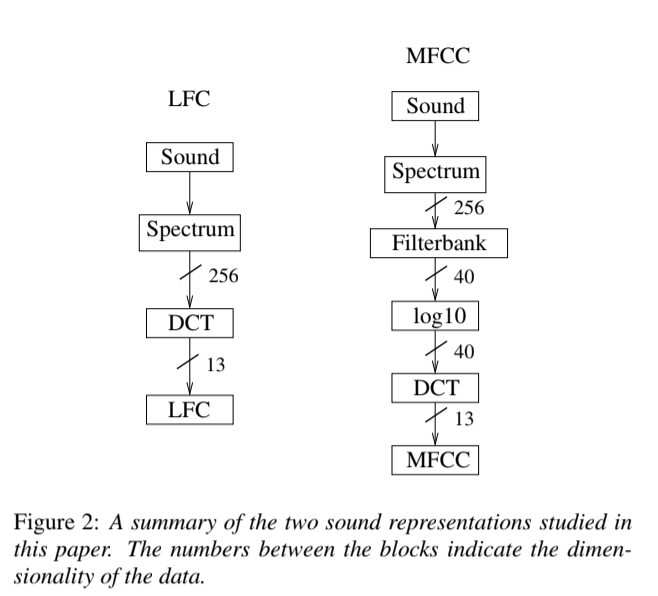 LFC
Sound
Spectrum
256
DCT
13
LFC
MFCC
Sound
Spectrum
256
Filterbank
40
log10
40
DCT
13
MFCC
Figure 2: A summary of the two sound representations studied in
this paper. The numbers between the blocks indicate the dimen-
sionality of the data.